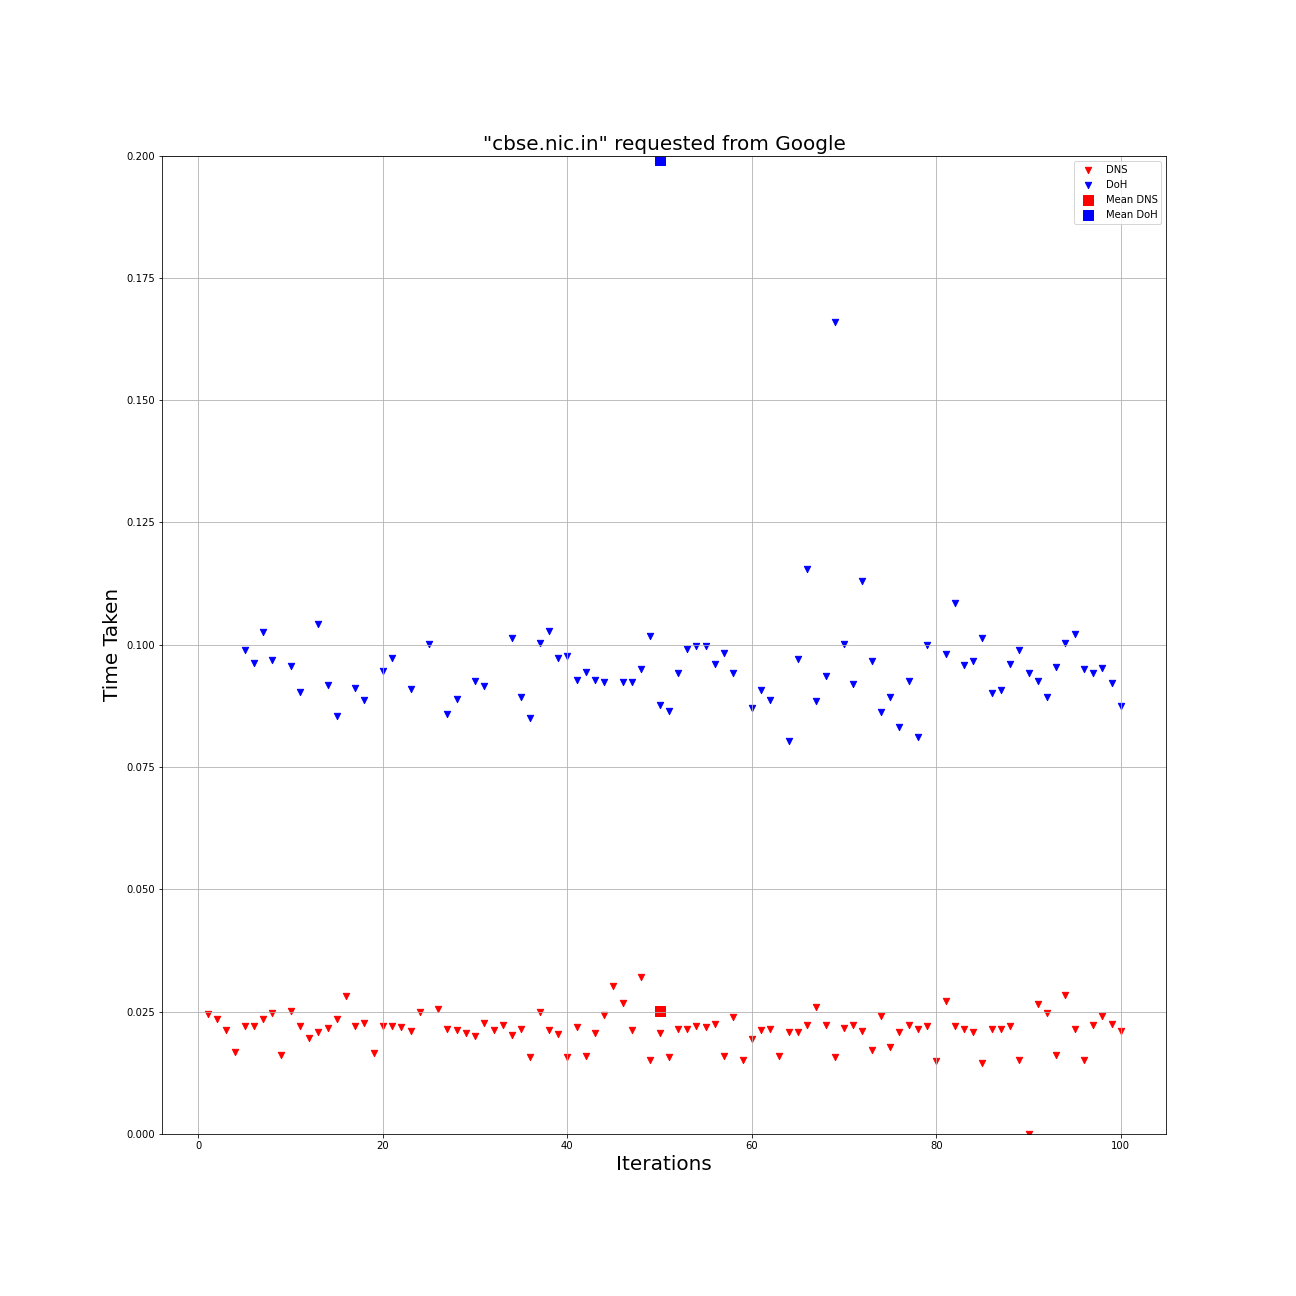 "cbse.nic.in" requested from Google
0.200
0.175
0.150
0.125
0.100
0.075
0.050
0.025
0.000
Time Taken
DNS
DoH
Mean DNS
Mean DoH
0 20 40 60 80 100
Iterations